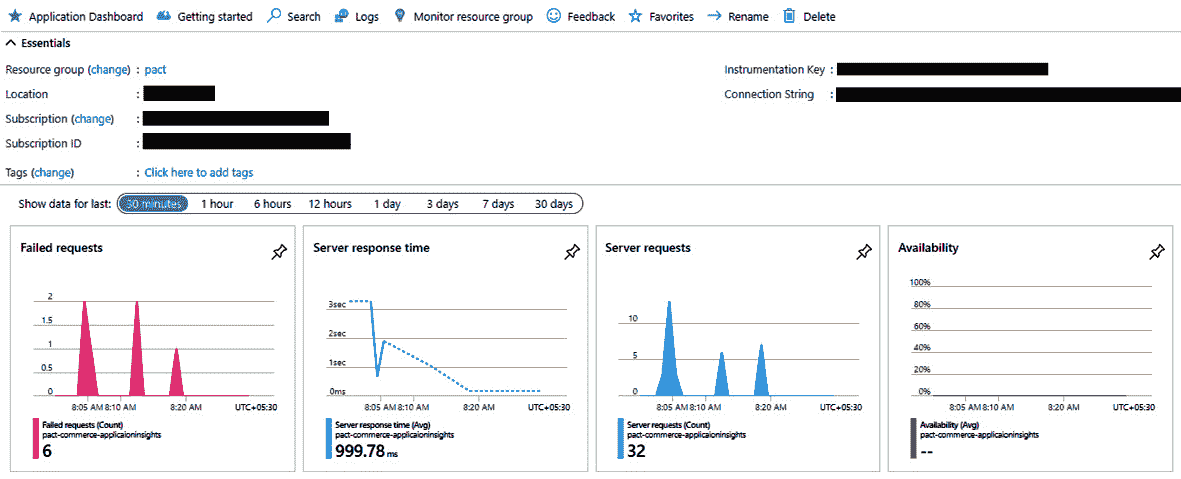 Application Dashboard Getting started Search Logs Monitor resource group Feedback Favorites Rename Delete
Essentials
Resource group (change) : pact
Instrumentation Key :
Location :
Connection String :
Subscription (change) :
Subscription ID :
Tags (change) : Click here to add tags
Show data for last: 30 minutes 1 hour 6 hours 12 hours 1 day 3 days 7 days 30 days
Failed requests
2
1.5
1
0.5
0
8:05 AM 8:10 AM 8:20 AM UTC+05:30
Failed requests (Count)
pact-commerce-applicaioninsights
6
Server response time
3sec
2sec
1sec
0ms
8:05 AM 8:10 AM 8:20 AM UTC+05:30
Server response time (Avg)
pact-commerce-applicaioninsights
999.78 ms
Server requests
10
5
0
8:05 AM 8:10 AM 8:20 AM UTC+05:30
Server requests (Count)
pact-commerce-applicaioninsights
32
Availability
100%
80%
60%
40%
20%
0%
8:05 AM 8:10 AM 8:20 AM UTC+05:30
Availability (Avg)
pact-commerce-applicaioninsights
--